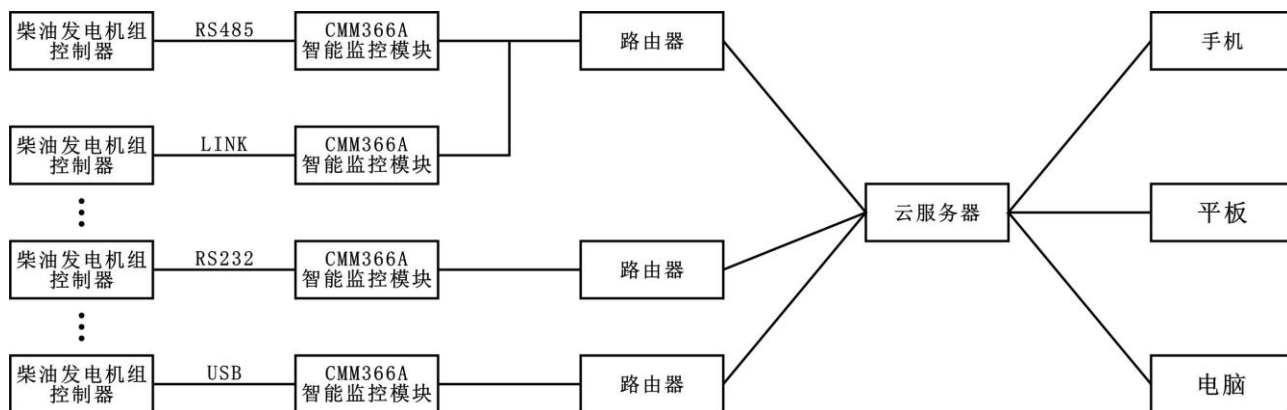 柴油发电机组
控制器
RS485
CMM366A
智能监控模块
路由器
手机
柴油发电机组
控制器
LINK
CMM366A
智能监控模块
云服务器
平板
柴油发电机组
控制器
RS232
CMM366A
智能监控模块
路由器
柴油发电机组
控制器
USB
CMM366A
智能监控模块
路由器
电脑